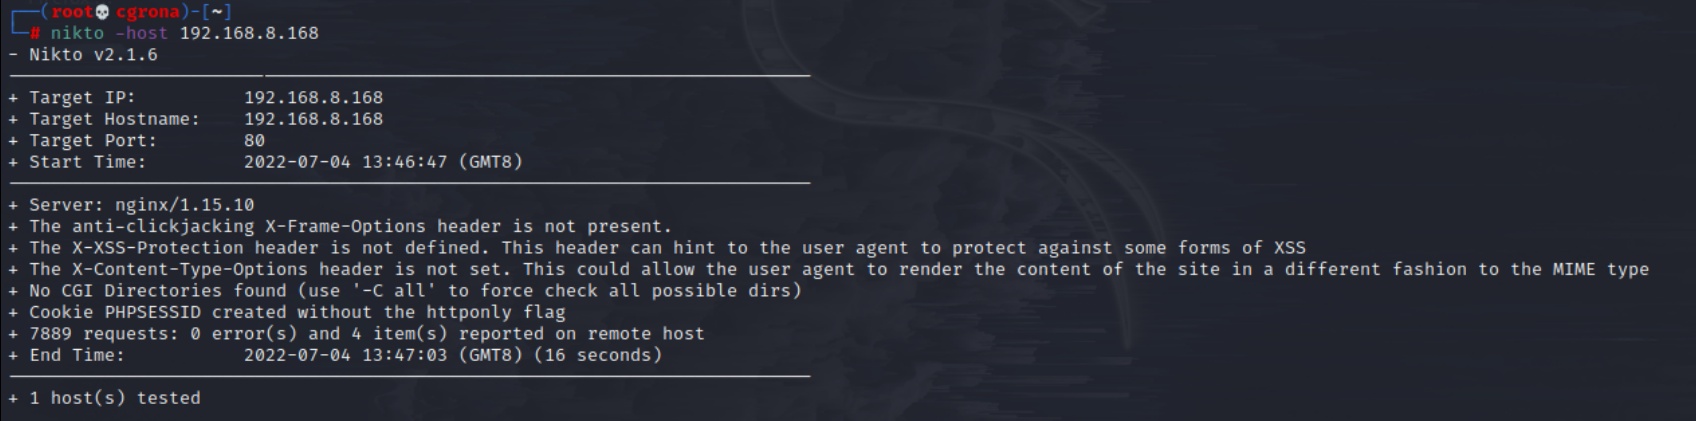 (root💀cgrona)-[~]
# nikto -host 192.168.8.168
- Nikto v2.1.6
+ Target IP: 192.168.8.168
+ Target Hostname: 192.168.8.168
+ Target Port: 80
+ Start Time: 2022-07-04 13:46:47 (GMT8)
+ Server: nginx/1.15.10
+ The anti-clickjacking X-Frame-Options header is not present.
+ The X-XSS-Protection header is not defined. This header can hint to the user agent to protect against some forms of XSS
+ The X-Content-Type-Options header is not set. This could allow the user agent to render the content of the site in a different fashion to the MIME type
+ No CGI Directories found (use '-C all' to force check all possible dirs)
+ Cookie PHPSESSID created without the httponly flag
+ 7889 requests: 0 error(s) and 4 item(s) reported on remote host
+ End Time: 2022-07-04 13:47:03 (GMT8) (16 seconds)
+ 1 host(s) tested